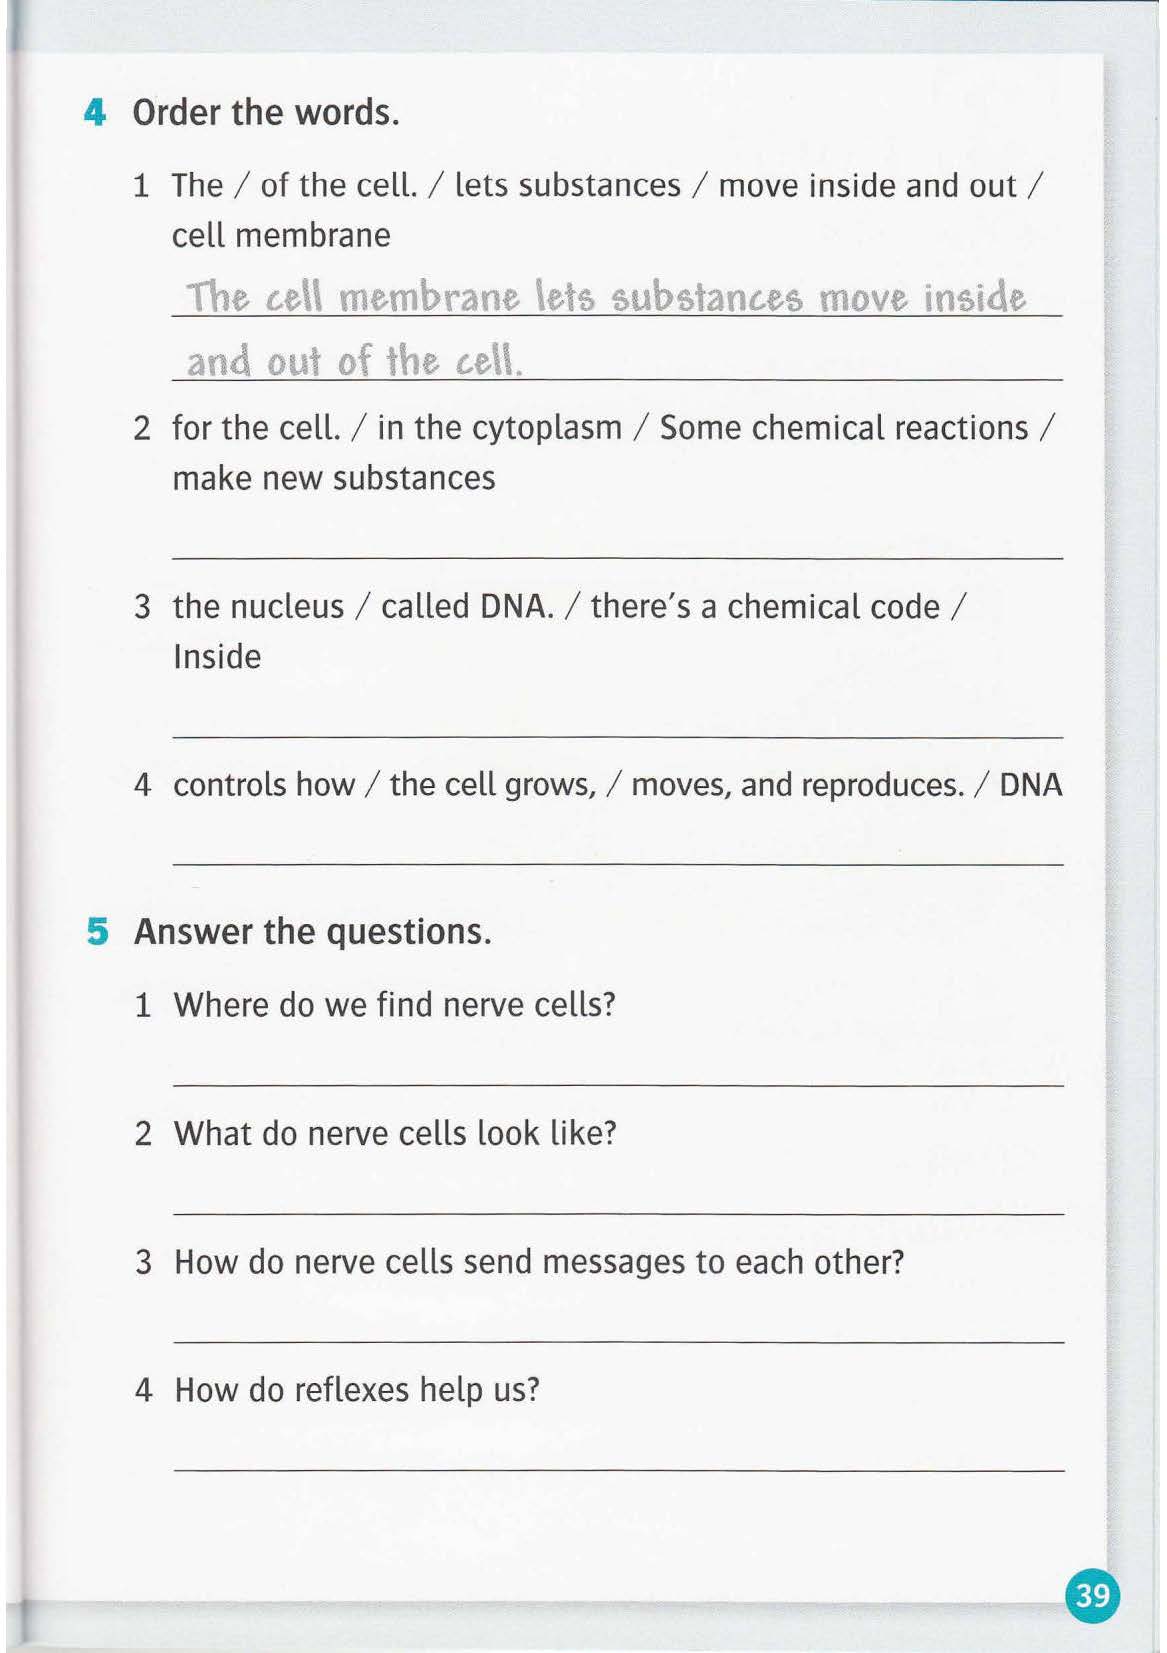 4 Order the words.
1 The / of the cell. / lets substances / move inside and out /
cell membrane
The cell membrane lets substances move inside
and out of the cell.
2 for the cell. / in the cytoplasm / Some chemical reactions /
make new substances
3 the nucleus / called DNA. / there's a chemical code /
Inside
4 controls how / the cell grows, / moves, and reproduces. / DNA
5 Answer the questions.
1 Where do we find nerve cells?
2 What do nerve cells look like?
3 How do nerve cells send messages to each other?
4 How do reflexes help us?
39